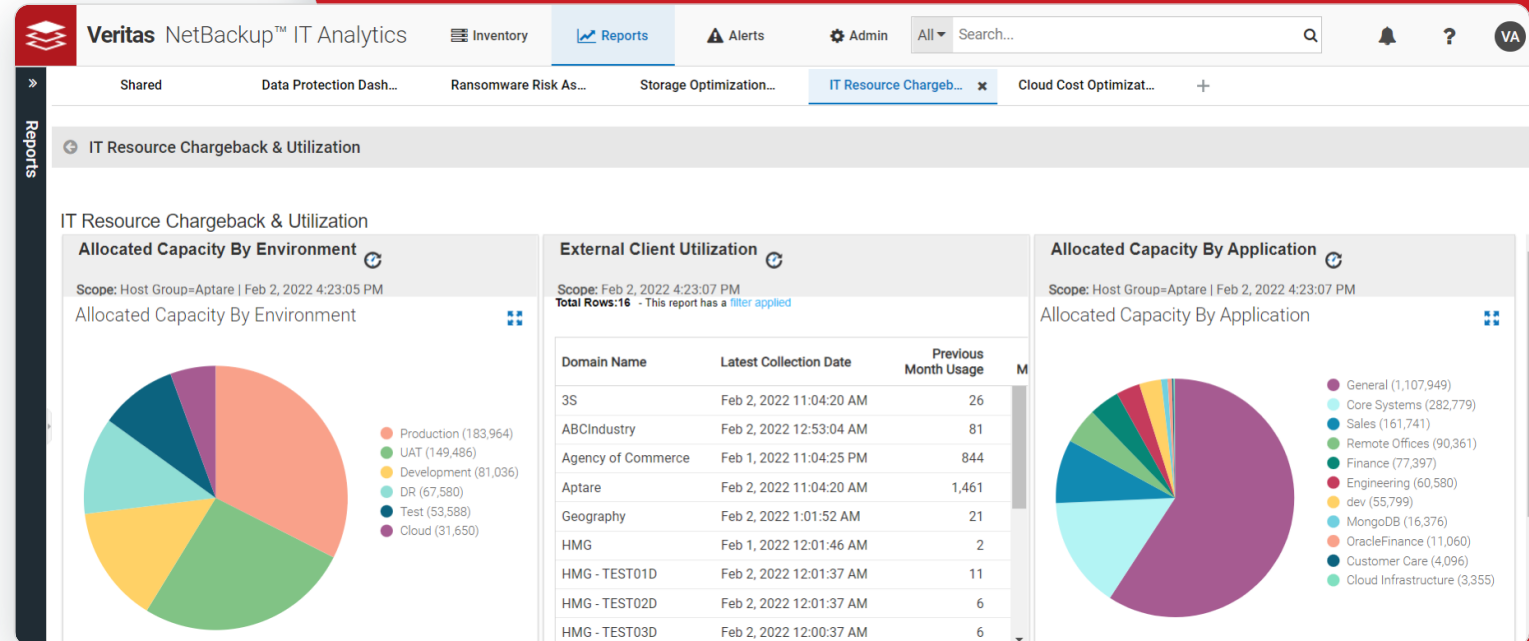 Veritas NetBackup™ IT Analytics
Inventory
Reports
Alerts
Admin
All
Search...
?
VA
»
Reports
Shared
Data Protection Dash...
Ransomware Risk As...
Storage Optimization...
IT Resource Chargeb... ×
Cloud Cost Optimizat...
+
IT Resource Chargeback & Utilization
IT Resource Chargeback & Utilization
Allocated Capacity By Environment
Scope: Host Group=Aptare | Feb 2, 2022 4:23:05 PM
Allocated Capacity By Environment
Production (183,964)
UAT (149,486)
Development (81,036)
DR (67,580)
Test (53,588)
Cloud (31,650)
External Client Utilization
Scope: Feb 2, 2022 4:23:07 PM
Total Rows:16 - This report has a filter applied
Domain Name Latest Collection Date Previous Month Usage M
3S Feb 2, 2022 11:04:20 AM 26
ABCIndustry Feb 2, 2022 12:53:04 AM 81
Agency of Commerce Feb 1, 2022 11:04:25 PM 844
Aptare Feb 2, 2022 11:04:20 AM 1,461
Geography Feb 2, 2022 1:01:52 AM 21
HMG Feb 1, 2022 12:01:46 AM 2
HMG - TEST01D Feb 2, 2022 12:01:37 AM 11
HMG - TEST02D Feb 2, 2022 12:01:37 AM 6
HMG - TEST03D Feb 2, 2022 12:00:37 AM 6
Allocated Capacity By Application
Scope: Host Group=Aptare | Feb 2, 2022 4:23:07 PM
Allocated Capacity By Application
General (1,107,949)
Core Systems (282,779)
Sales (161,741)
Remote Offices (90,361)
Finance (77,397)
Engineering (60,580)
dev (55,799)
MongoDB (16,376)
OracleFinance (11,060)
Customer Care (4,096)
Cloud Infrastructure (3,355)